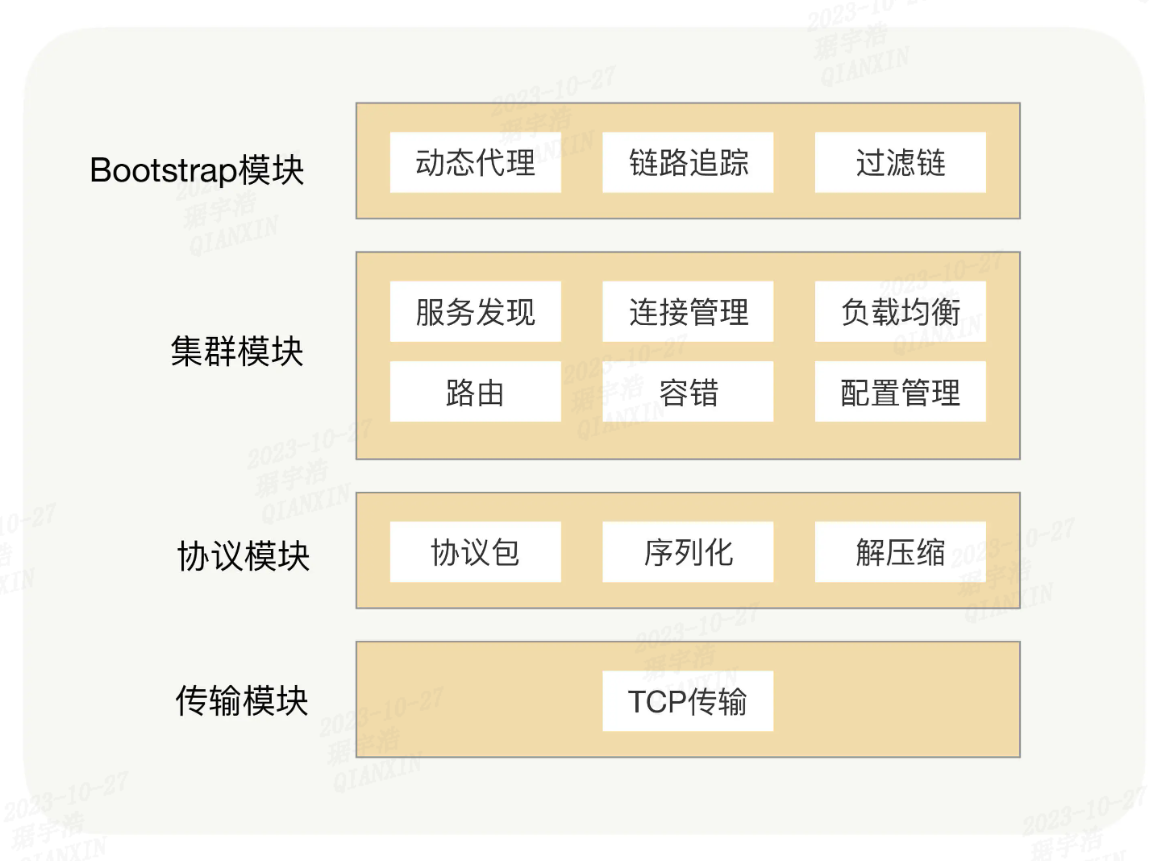 Bootstrap模块
动态代理 链路追踪 过滤链
集群模块
服务发现 连接管理 负载均衡
路由 容错 配置管理
协议模块
协议包 序列化 解压缩
传输模块
TCP传输
2023-10-27
琚宇浩
QIANXIN